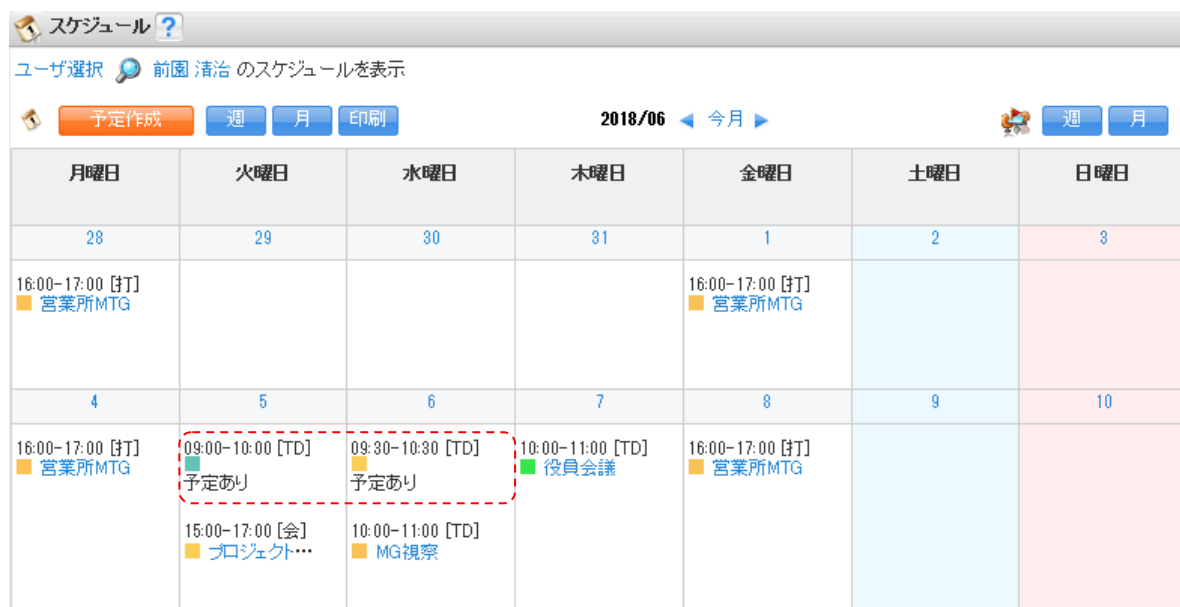 スケジュール ?
ユーザ選択 前園 清治 のスケジュールを表示
予定作成 週 月 印刷 2018/06 今月 週 月
月曜日 火曜日 水曜日 木曜日 金曜日 土曜日 日曜日
28 29 30 31 1 2 3
16:00-17:00 [打] 16:00-17:00 [打]
営業所MTG 営業所MTG
4 5 6 7 8 9 10
16:00-17:00 [打] 09:00-10:00 [TD] 09:30-10:30 [TD] 10:00-11:00 [TD] 16:00-17:00 [打]
営業所MTG 役員会議 営業所MTG
予定あり 予定あり
15:00-17:00 [会] 10:00-11:00 [TD]
プロジェクト… MG視察